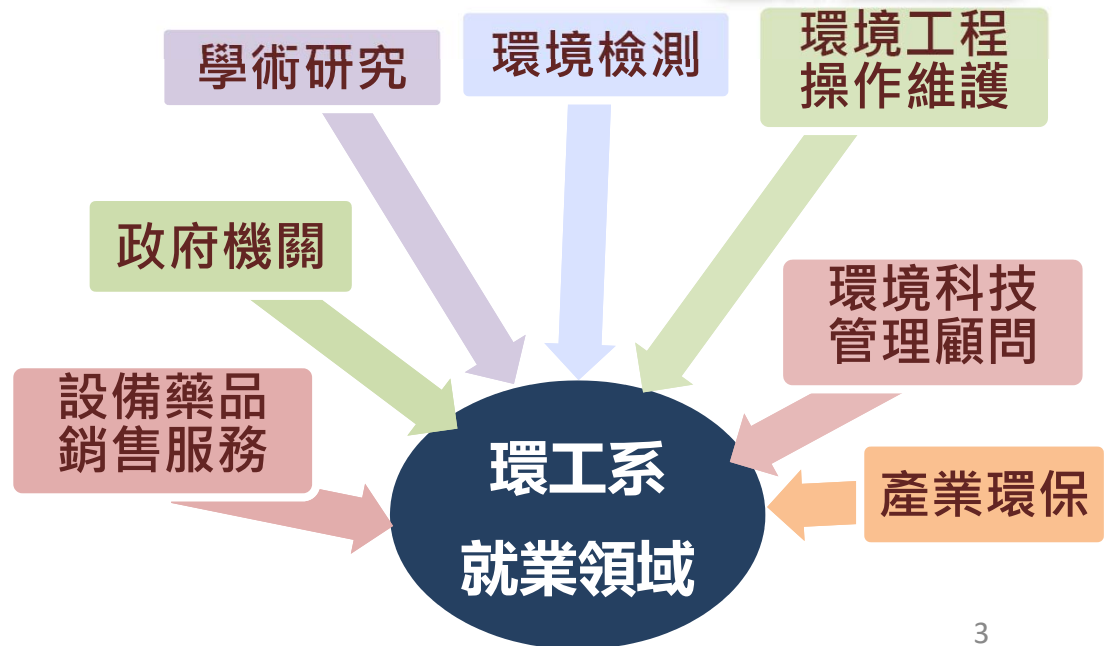 學術研究
環境檢測
環境工程
操作維護
政府機關
環境科技
管理顧問
設備藥品
銷售服務
產業環保
環工系
就業領域
3